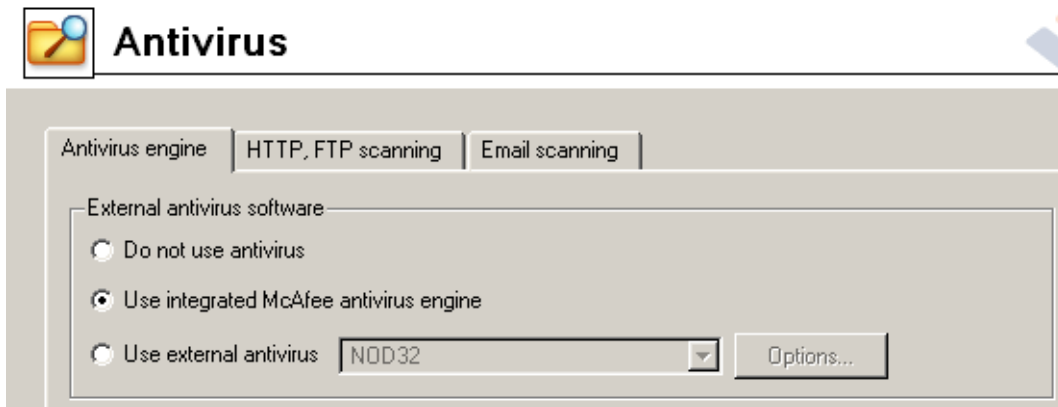 Antivirus
Antivirus engine HTTP, FTP scanning Email scanning
External antivirus software
Do not use antivirus
Use integrated McAfee antivirus engine
Use external antivirus NOD32 Options...